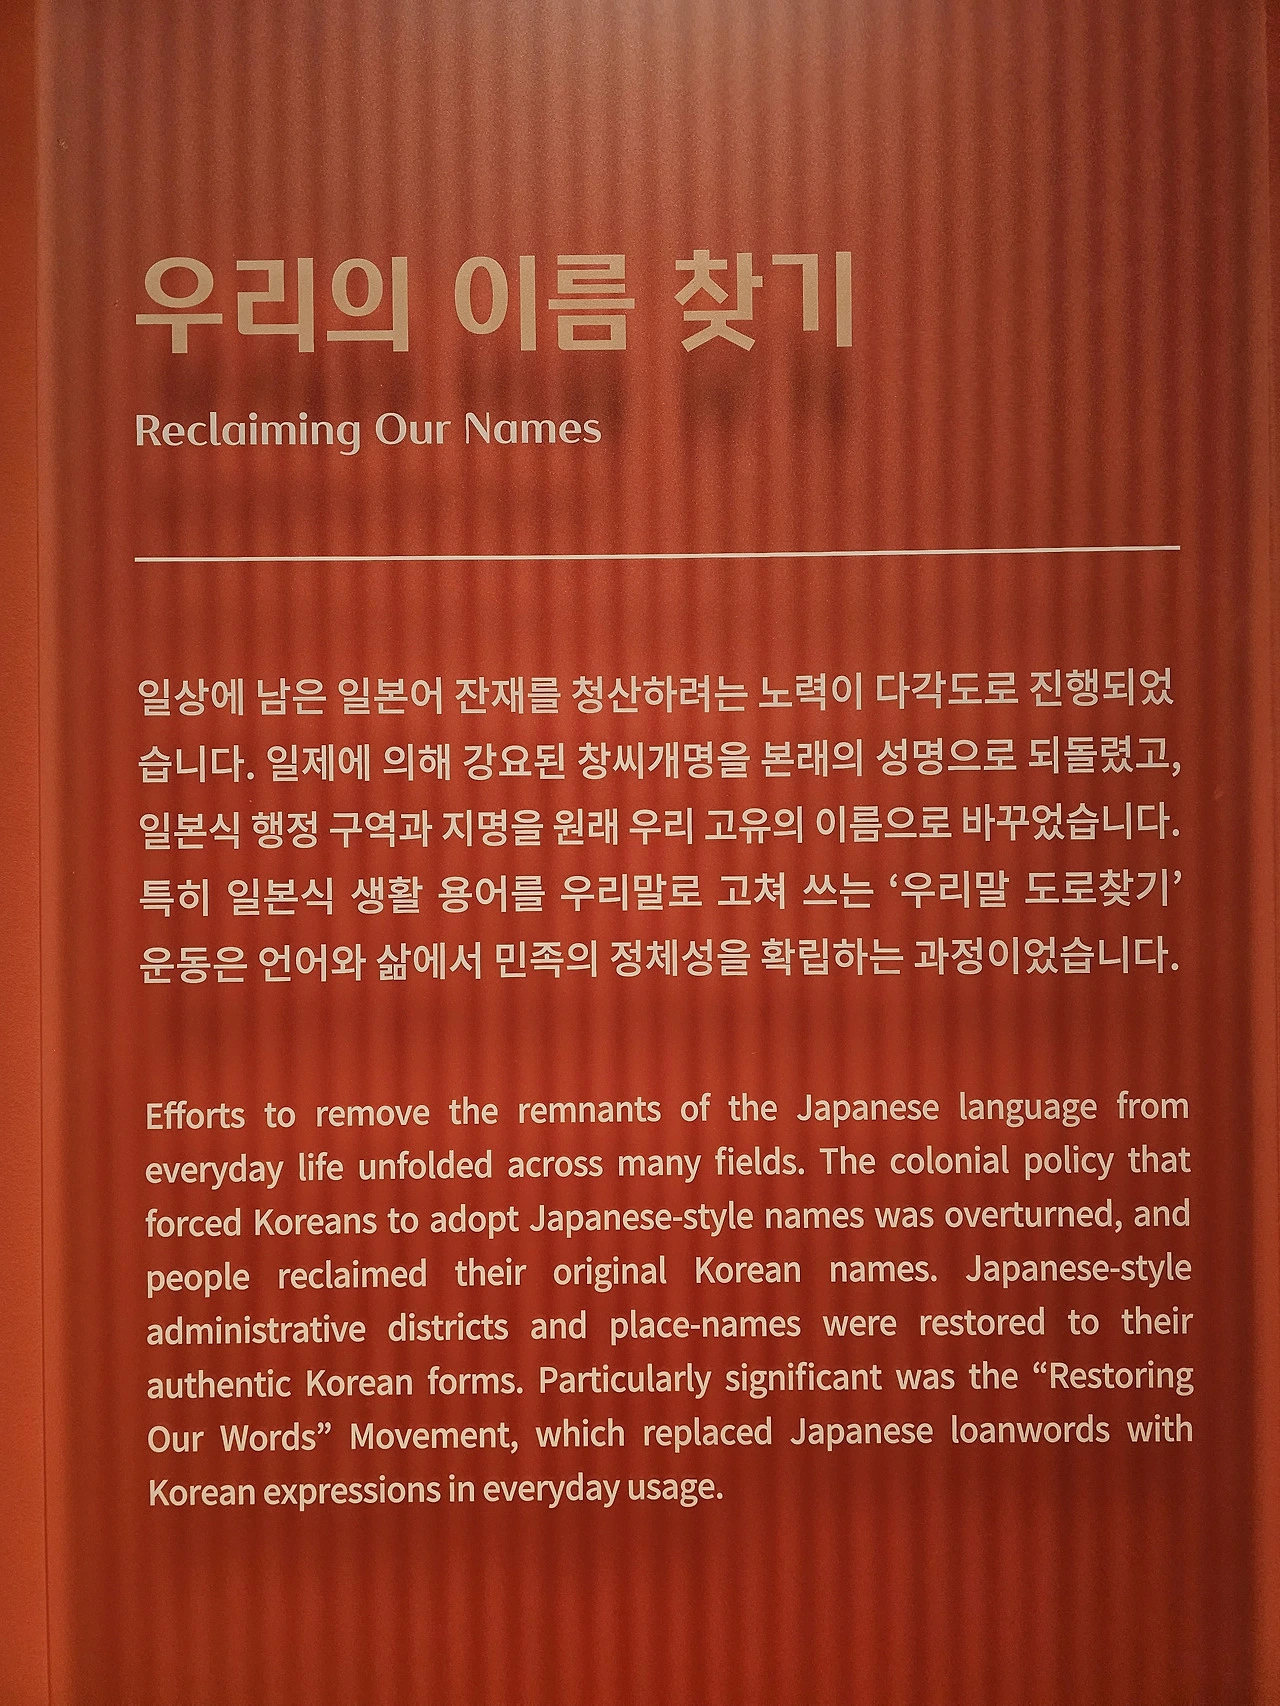 우리의 이름 찾기
Reclaiming Our Names
일상에 남은 일본어 잔재를 청산하려는 노력이 다각도로 진행되었
습니다. 일제에 의해 강요된 창씨개명을 본래의 성명으로 되돌렸고,
일본식 행정 구역과 지명을 원래 우리 고유의 이름으로 바꾸었습니다.
특히 일본식 생활 용어를 우리말로 고쳐 쓰는 ‘우리말 도로찾기’
운동은 언어와 삶에서 민족의 정체성을 확립하는 과정이었습니다.
Efforts to remove the remnants of the Japanese language from
everyday life unfolded across many fields. The colonial policy that
forced Koreans to adopt Japanese-style names was overturned, and
people reclaimed their original Korean names. Japanese-style
administrative districts and place-names were restored to their
authentic Korean forms. Particularly significant was the “Restoring
Our Words” Movement, which replaced Japanese loanwords with
Korean expressions in everyday usage.